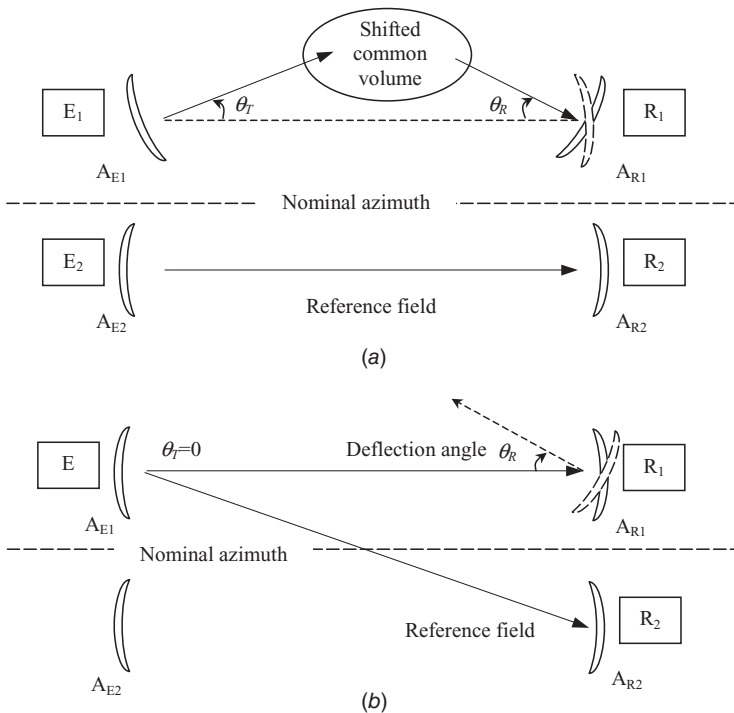 Shifted
common
volume
E1
θT
θR
R1
AE1
AR1
Nominal azimuth
E2
R2
Reference field
AE2
AR2
(a)
θT=0
Deflection angle
θR
E
R1
AE1
AR1
Nominal azimuth
R2
Reference field
AE2
AR2
(b)